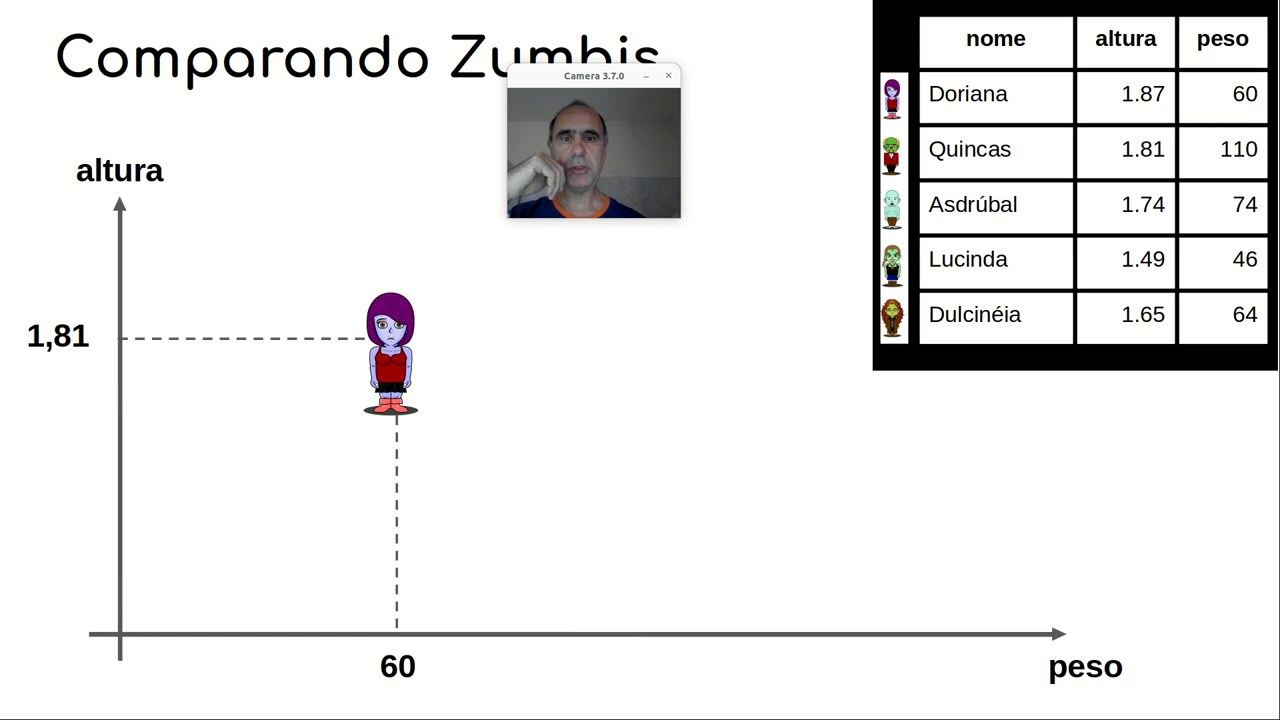 Comparando Zumbis
Camera 3.7.0
nome altura peso
Doriana 1.87 60
Quincas 1.81 110
Asdrúbal 1.74 74
Lucinda 1.49 46
Dulcinéia 1.65 64
altura
1,81
60
peso